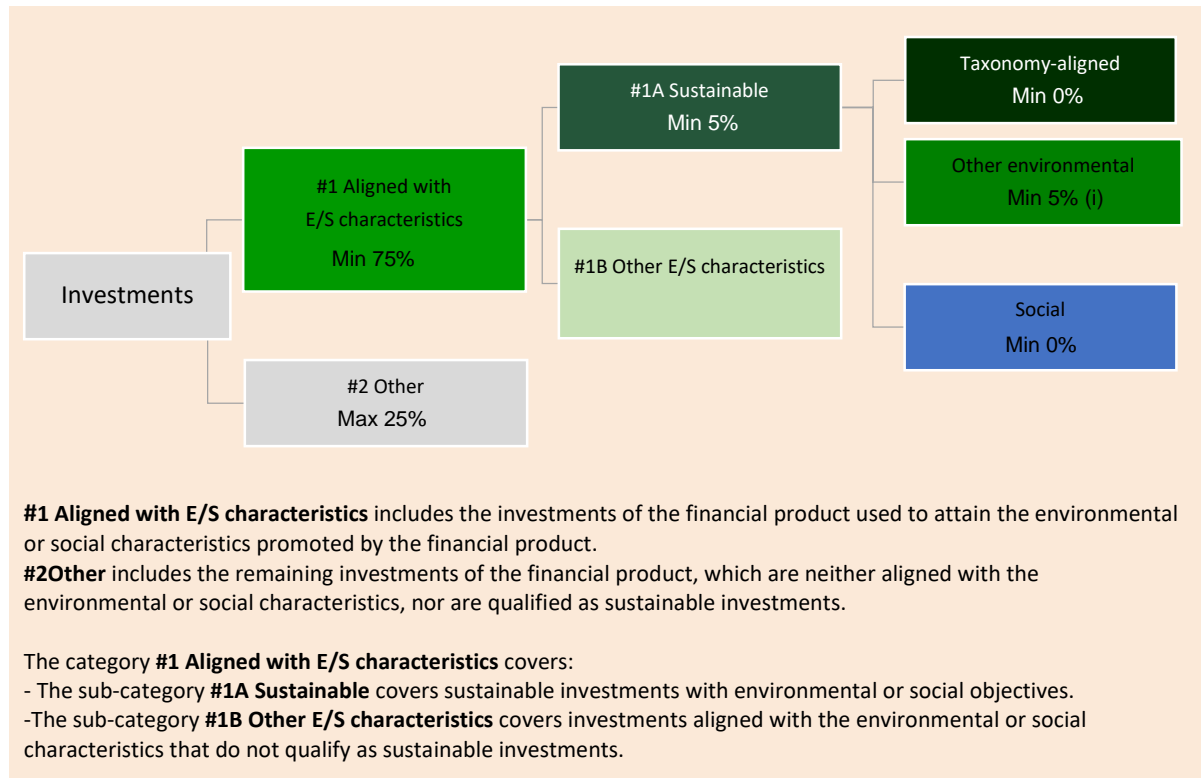 Taxonomy-aligned
Min 0%
#1A Sustainable
Min 5%
Other environmental
Min 5% (i)
#1 Aligned with
E/S characteristics
Min 75%
#1B Other E/S characteristics
Investments
Social
Min 0%
#2 Other
Max 25%
#1 Aligned with E/S characteristics includes the investments of the financial product used to attain the environmental
or social characteristics promoted by the financial product.
#2Other includes the remaining investments of the financial product, which are neither aligned with the
environmental or social characteristics, nor are qualified as sustainable investments.
The category #1 Aligned with E/S characteristics covers:
- The sub-category #1A Sustainable covers sustainable investments with environmental or social objectives.
-The sub-category #1B Other E/S characteristics covers investments aligned with the environmental or social
characteristics that do not qualify as sustainable investments.